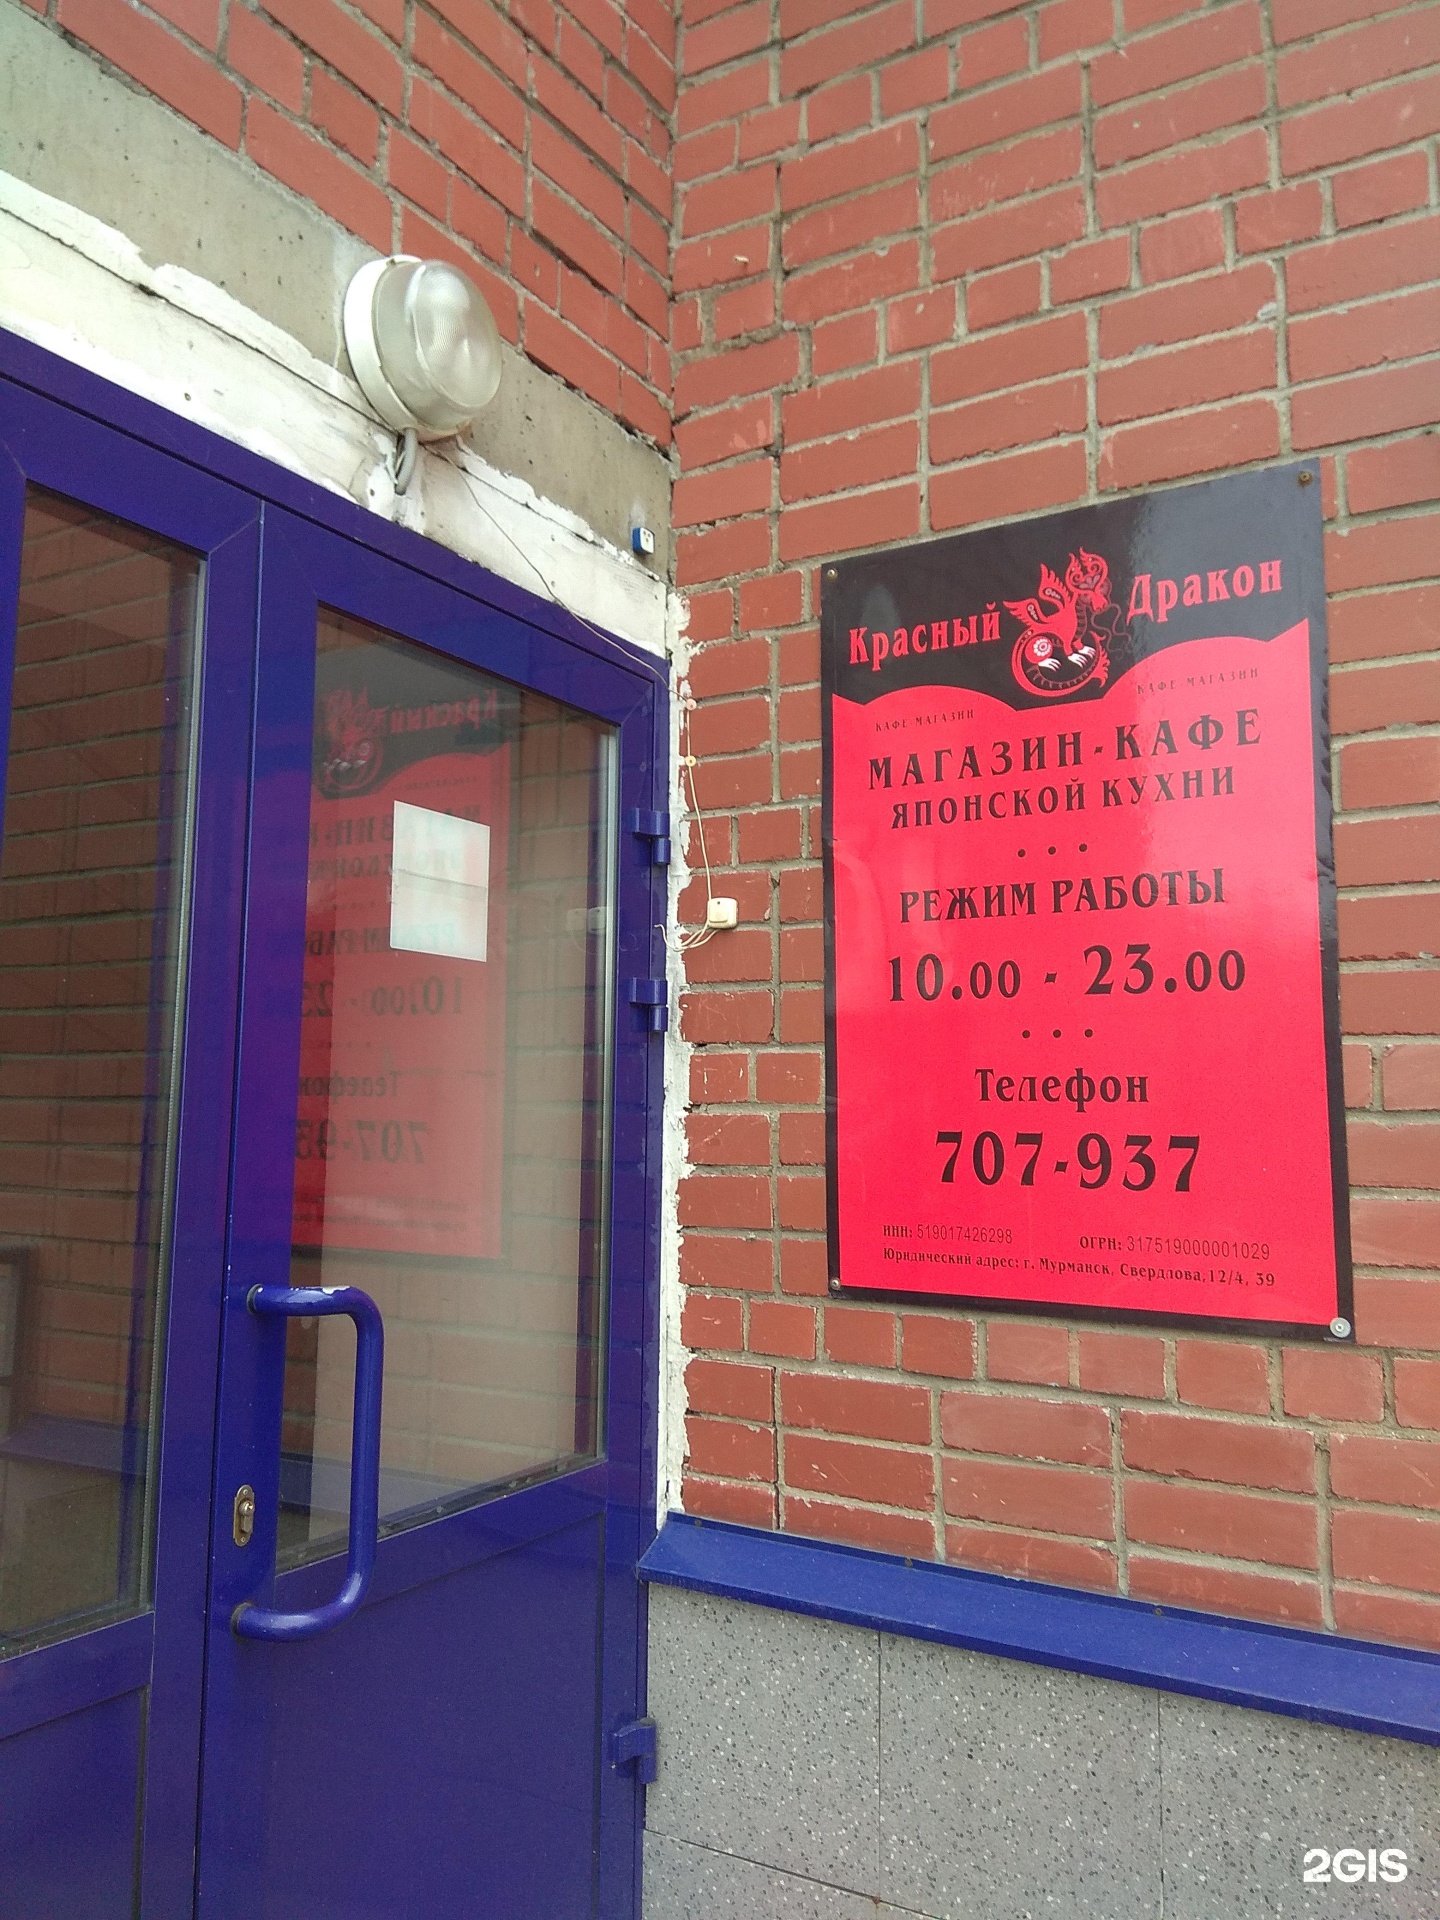 Красный Дракон
КАФЕ-МАГАЗИН КАФЕ-МАГАЗИН
МАГАЗИН-КАФЕ
ЯПОНСКОЙ КУХНИ
РЕЖИМ РАБОТЫ
10.00 - 23.00
Телефон
707-937
ИНН: 519017426298 ОГРН: 317519000001029
Юридический адрес: г. Мурманск, Свердлова, 12/4, 39
2GIS